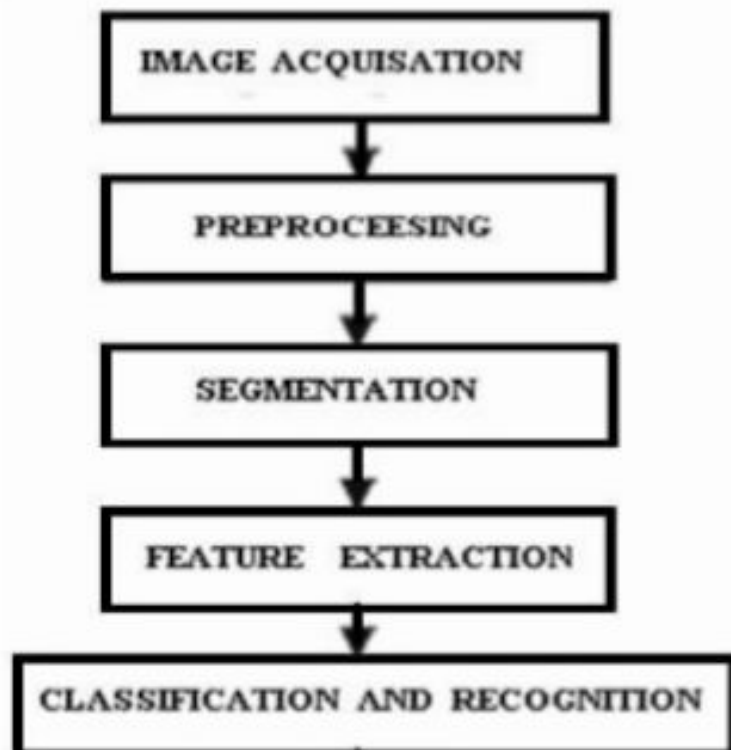 IMAGE ACQUISATION
PREPROCEESING
SEGMENTATION
FEATURE EXTRACTION
CLASSIFICATION AND RECOGNITION